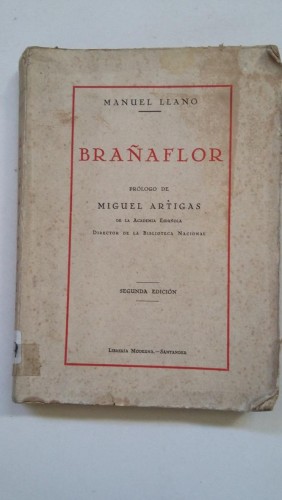 MANUEL LLANO
BRAÑAFLOR
PRÓLOGO DE
MIGUEL ARTIGAS
DE LA ACADEMIA ESPAÑOLA
DIRECTOR DE LA BIBLIOTECA NACIONAL
SEGUNDA EDICIÓN
LIBRERÍA MODERNA.-SANTANDER